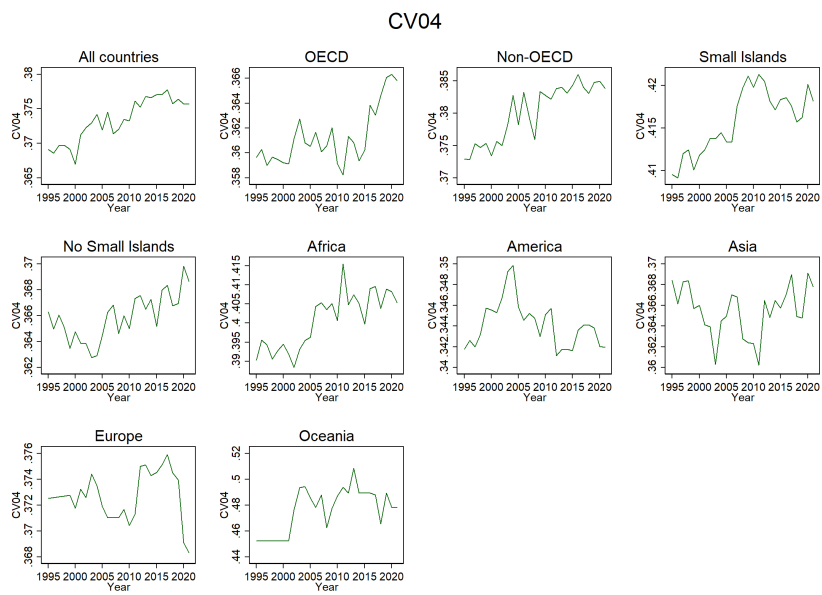 CV04
All countries
.38
.375
.37
.365
CV04
1995 2000 2005 2010 2015 2020
Year
OECD
.366
.364
.362
.36
.358
CV04
1995 2000 2005 2010 2015 2020
Year
Non-OECD
.385
.38
.375
.37
CV04
1995 2000 2005 2010 2015 2020
Year
Small Islands
.42
.415
.41
CV04
1995 2000 2005 2010 2015 2020
Year
No Small Islands
.37
.368
.366
.364
.362
CV04
1995 2000 2005 2010 2015 2020
Year
Africa
.415
.41
.405
.4
.395
.39
CV04
1995 2000 2005 2010 2015 2020
Year
America
.35
.348
.346
.344
.342
.34
CV04
1995 2000 2005 2010 2015 2020
Year
Asia
.37
.368
.366
.364
.362
.36
CV04
1995 2000 2005 2010 2015 2020
Year
Europe
.376
.374
.372
.37
.368
CV04
1995 2000 2005 2010 2015 2020
Year
Oceania
.52
.5
.48
.46
.44
CV04
1995 2000 2005 2010 2015 2020
Year